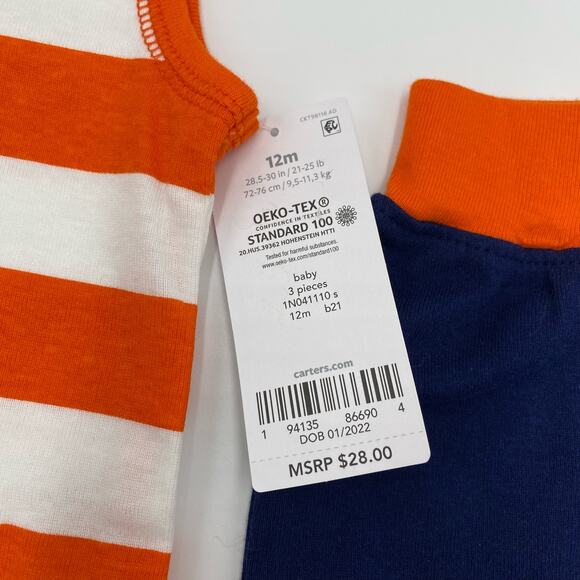 CKT98116.AD
12m
28.5-30 in / 21-25 lb
72-76 cm / 9,5-11,3 kg
OEKO-TEX®
CONFIDENCE IN TEXTILES
STANDARD 100
20.HUS.39362 HOHENSTEIN HTTI
Tested for harmful substances.
www.oeko-tex.com/standard100
baby
3 pieces
1N041110 s
12m b21
carters.com
1 94135 86690 4
DOB 01/2022
MSRP $28.00